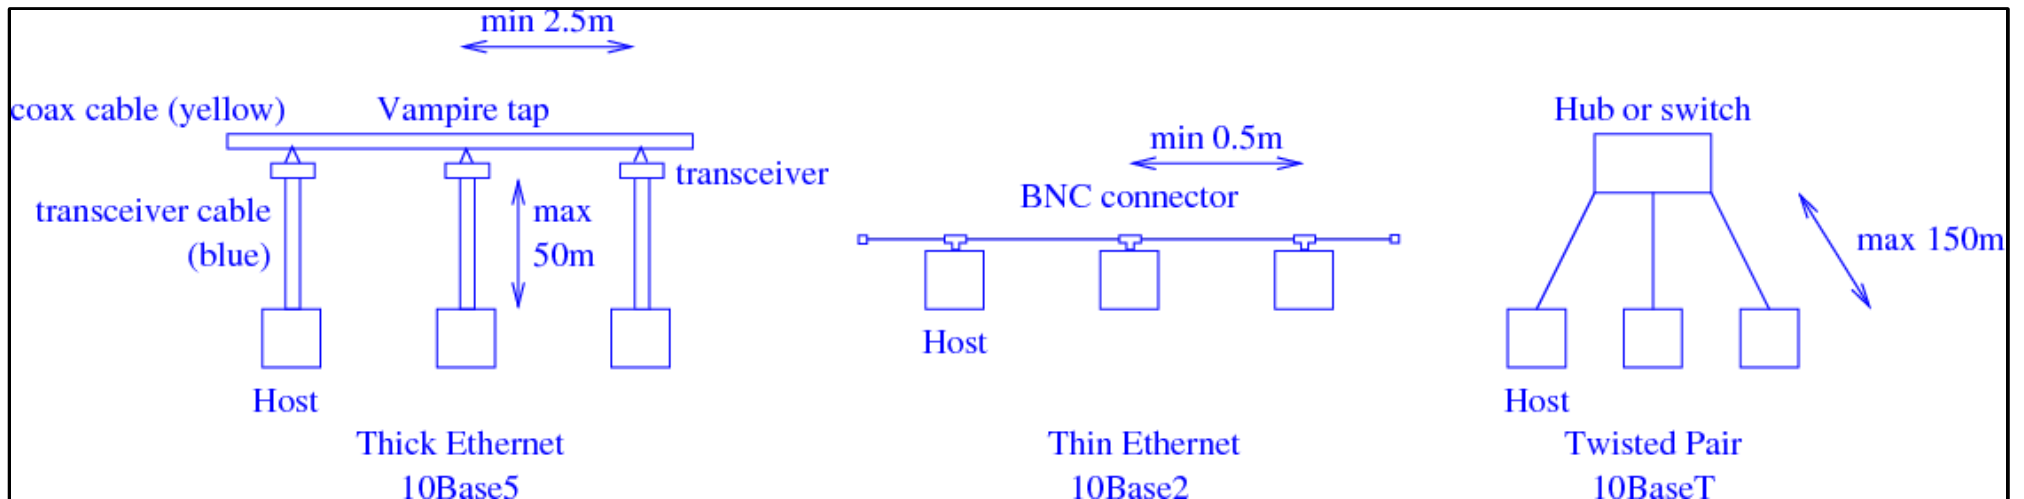 min 2.5m
coax cable (yellow)
Vampire tap
transceiver
transceiver cable
(blue)
max
50m
Host
Thick Ethernet
10Base5
min 0.5m
BNC connector
Host
Thin Ethernet
10Base2
Hub or switch
max 150m
Host
Twisted Pair
10BaseT